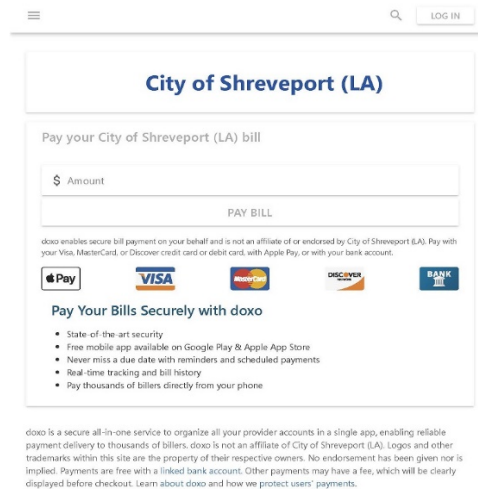 LOG IN
City of Shreveport (LA)
Pay your City of Shreveport (LA) bill
$ Amount
PAY BILL
doxo enables secure bill payment on your behalf and is not an affiliate of or endorsed by City of Shreveport (LA). Pay with
your Visa, MasterCard, or Discover credit card or debit card, with Apple Pay, or with your bank account.
Pay VISA MasterCard DISCOVER BANK
Pay Your Bills Securely with doxo
• State-of-the-art security
• Free mobile app available on Google Play & Apple App Store
• Never miss a due date with reminders and scheduled payments
• Real-time tracking and bill history
• Pay thousands of billers directly from your phone
doxo is a secure all-in-one service to organize all your provider accounts in a single app, enabling reliable
payment delivery to thousands of billers. doxo is not an affiliate of City of Shreveport (LA). Logos and other
trademarks within this site are the property of their respective owners. No endorsement has been given nor is
implied. Payments are free with a linked bank account. Other payments may have a fee, which will be clearly
displayed before checkout. Learn about doxo and how we protect users' payments.